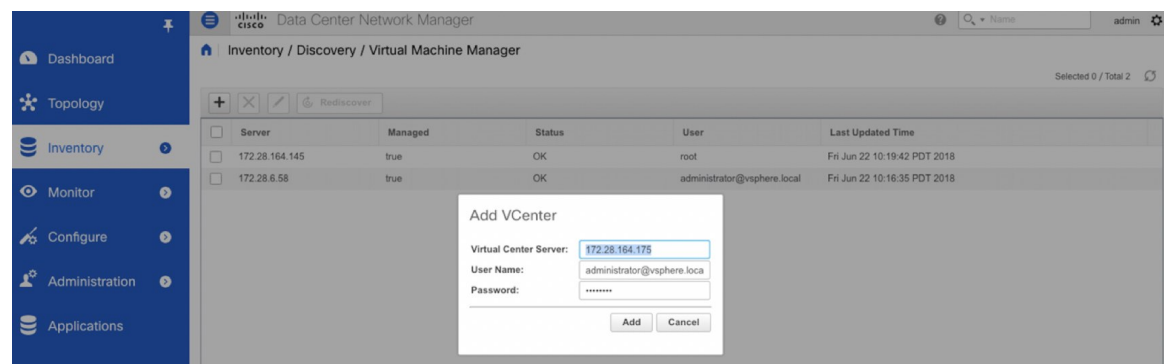 cisco Data Center Network Manager
Name
admin
Inventory / Discovery / Virtual Machine Manager
Selected 0 / Total 2
Dashboard
Topology
Inventory
Monitor
Configure
Administration
Applications
Rediscover
Server Managed Status User Last Updated Time
172.28.164.145 true OK root Fri Jun 22 10:19:42 PDT 2018
172.28.6.58 true OK administrator@vsphere.local Fri Jun 22 10:16:35 PDT 2018
Add VCenter
Virtual Center Server: 172.28.164.175
User Name: administrator@vsphere.loca
Password: ••••••••
Add Cancel